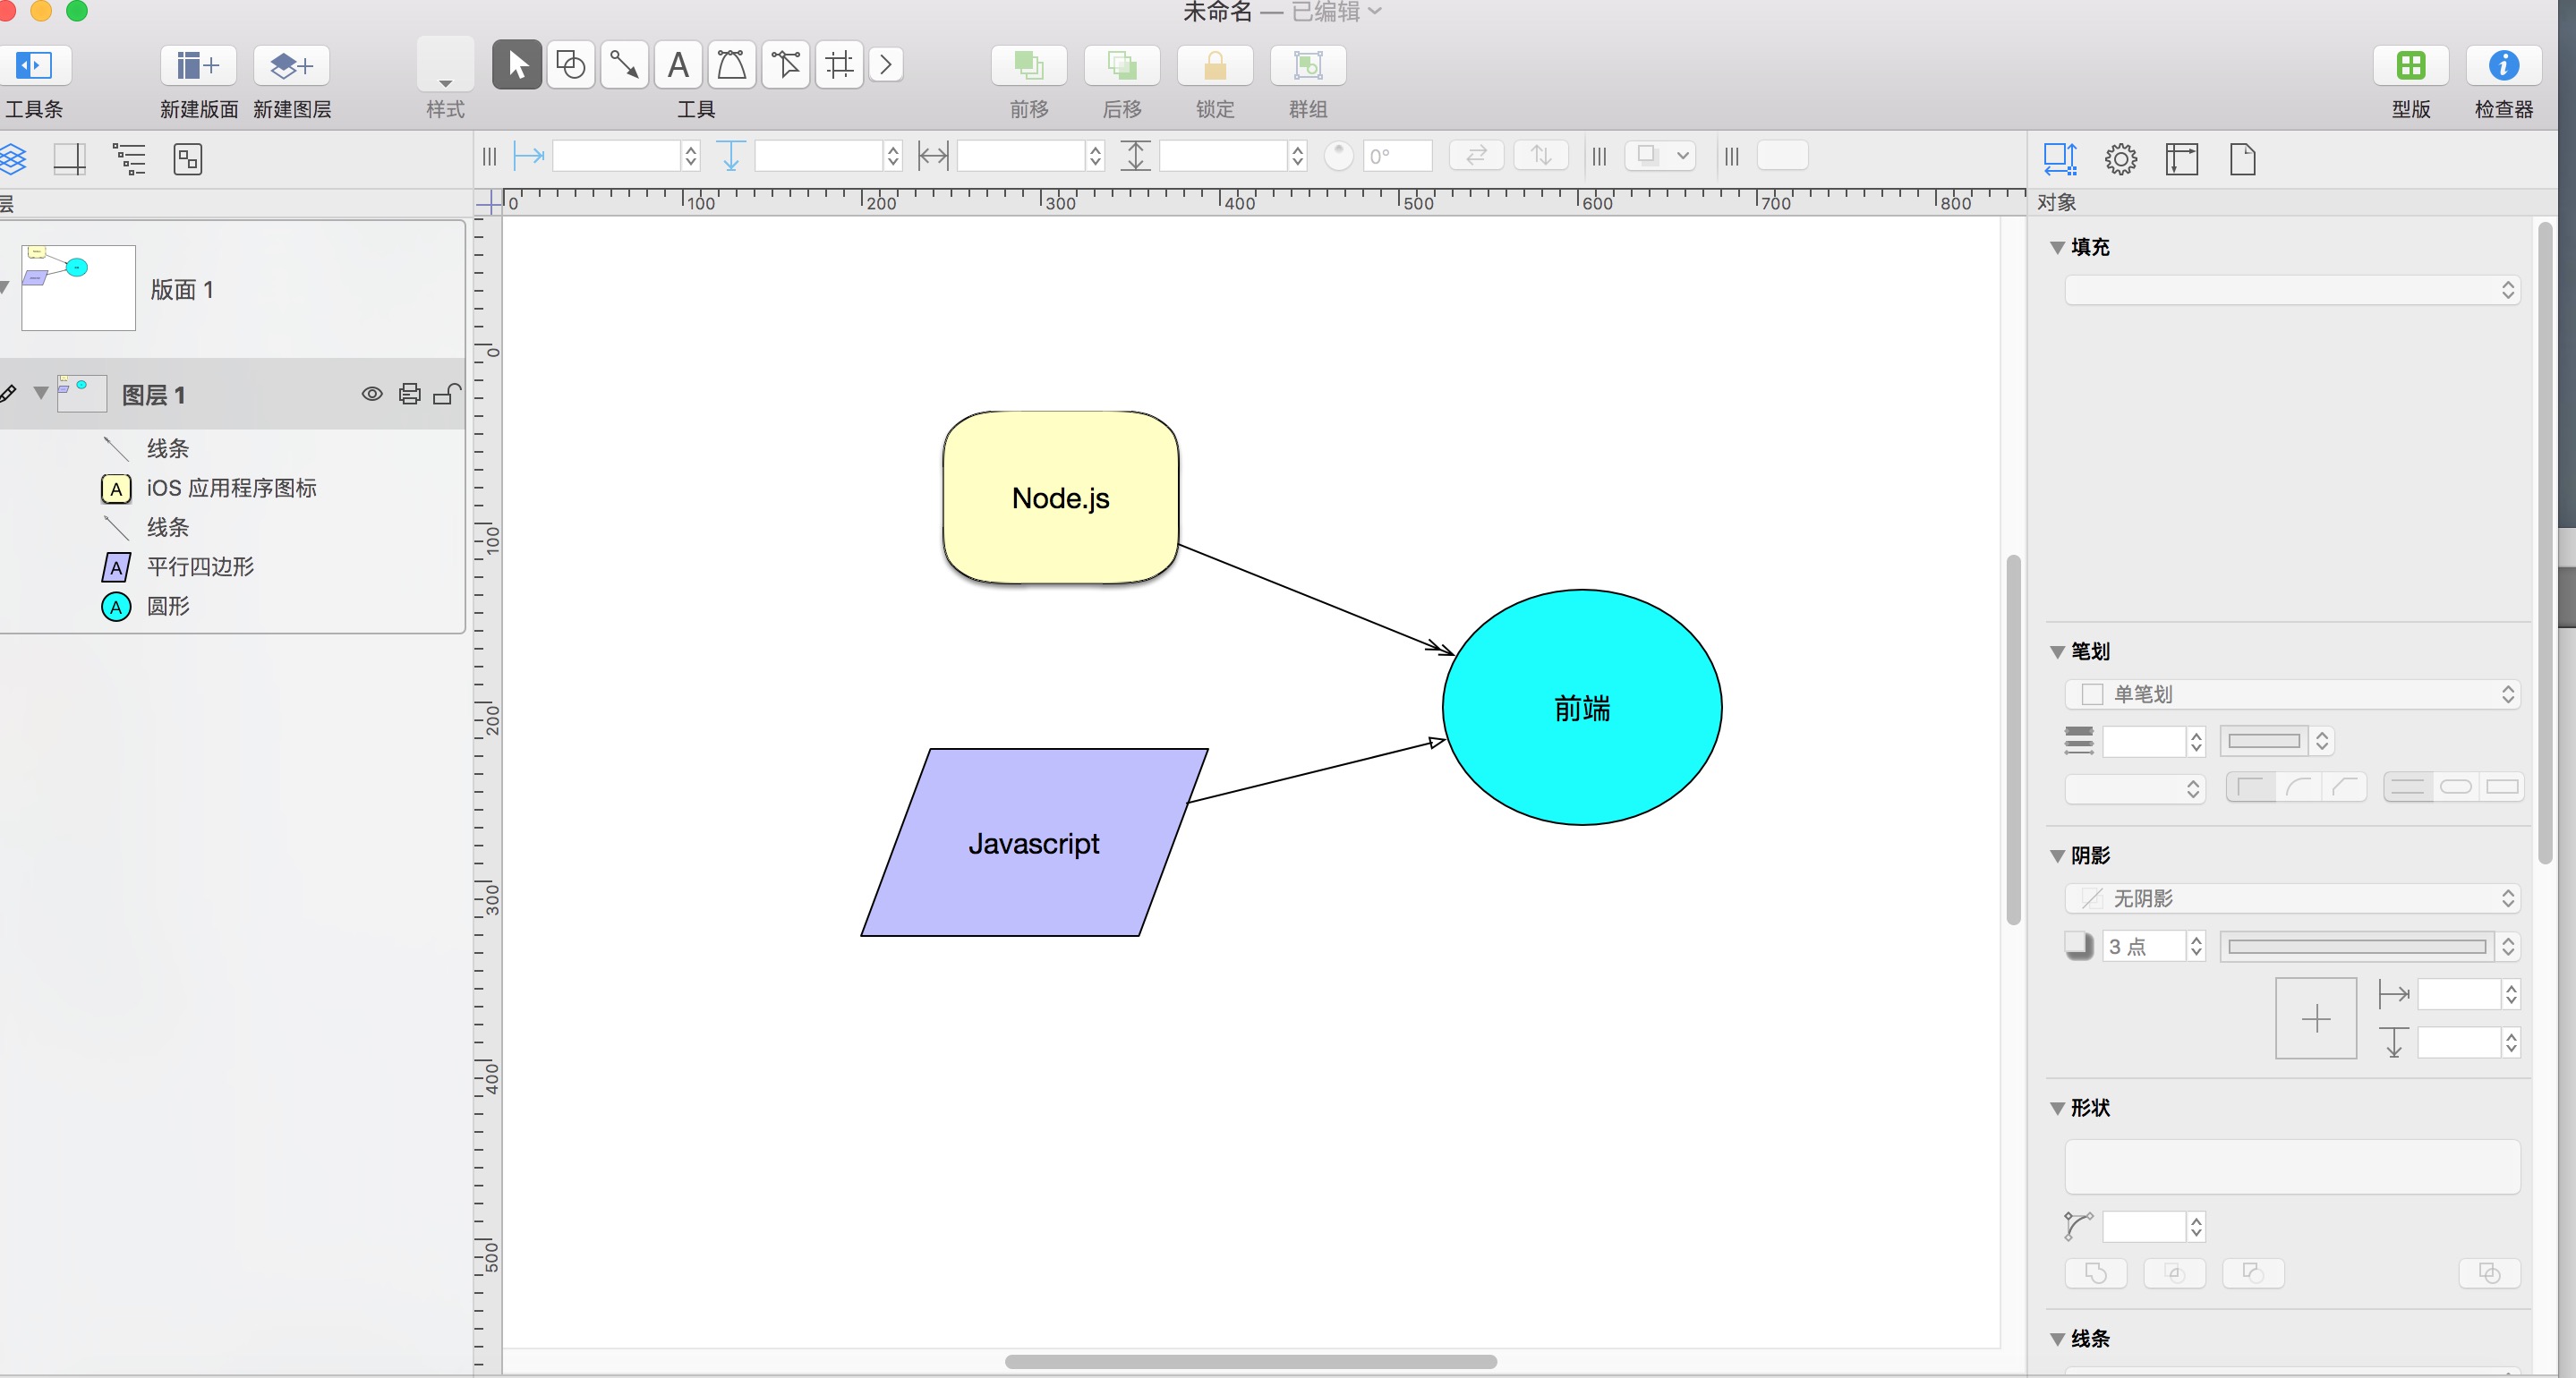 未命名 — 已编辑
工具条
新建版面
新建图层
样式
工具
前移
后移
锁定
群组
型版
检查器
0°
层
0 100 200 300 400 500 600 700 800
对象
版面 1
图层 1
线条
A iOS 应用程序图标
线条
A 平行四边形
A 圆形
0
100
200
300
400
500
Node.js
前端
Javascript
填充
笔划
单笔划
阴影
无阴影
3 点
形状
线条